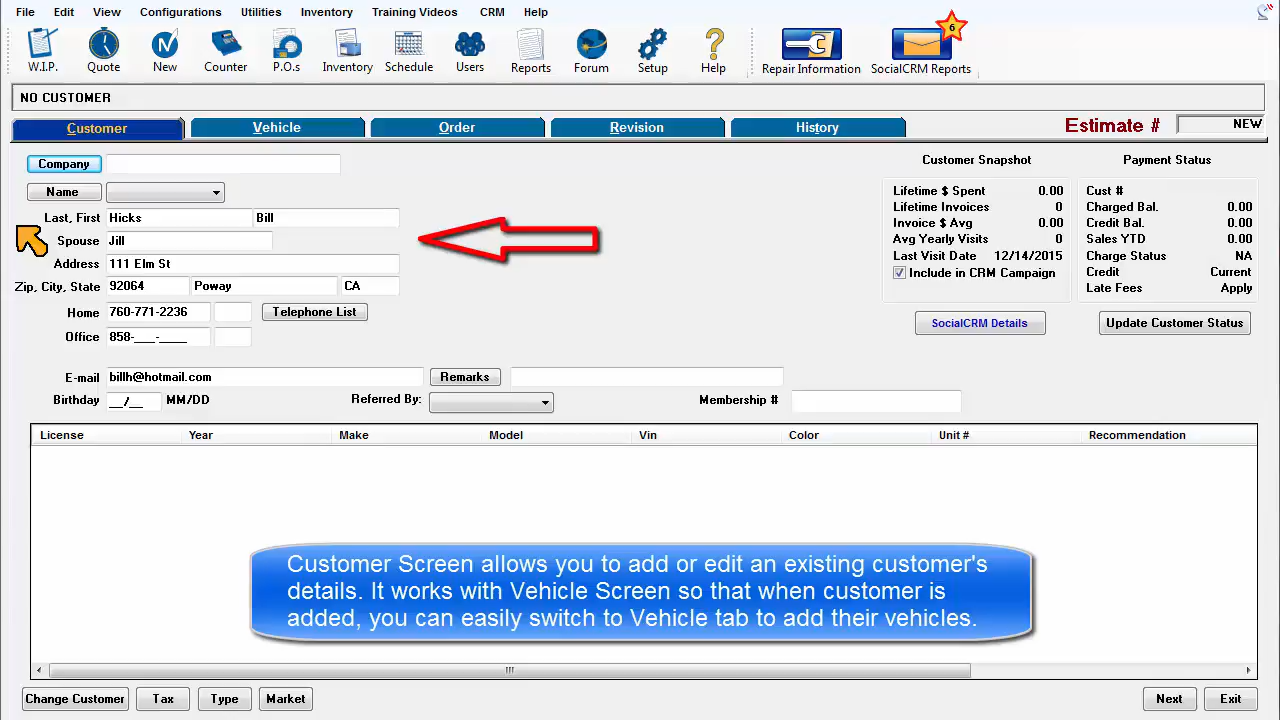 File Edit View Configurations Utilities Inventory Training Videos CRM Help
W.I.P. Quote New Counter P.O.s Inventory Schedule Users Reports Forum Setup Help Repair Information SocialCRM Reports
6
NO CUSTOMER
Customer Vehicle Order Revision History Estimate # NEW
Company
Customer Snapshot Payment Status
Name
Lifetime $ Spent 0.00 Cust #
Lifetime Invoices 0 Charged Bal. 0.00
Last, First Hicks Bill
Invoice $ Avg 0.00 Credit Bal. 0.00
Spouse Jill
Avg Yearly Visits 0 Sales YTD 0.00
Last Visit Date 12/14/2015 Charge Status NA
Address 111 Elm St
Include in CRM Campaign Credit Current
Zip, City, State 92064 Poway CA
Late Fees Apply
Home 760-771-2236 Telephone List
SocialCRM Details Update Customer Status
Office 858-___-____
E-mail billh@hotmail.com Remarks
Birthday __/__ MM/DD Referred By: Membership #
License Year Make Model Vin Color Unit # Recommendation
Customer Screen allows you to add or edit an existing customer's
details. It works with Vehicle Screen so that when customer is
added, you can easily switch to Vehicle tab to add their vehicles.
Change Customer Tax Type Market Next Exit